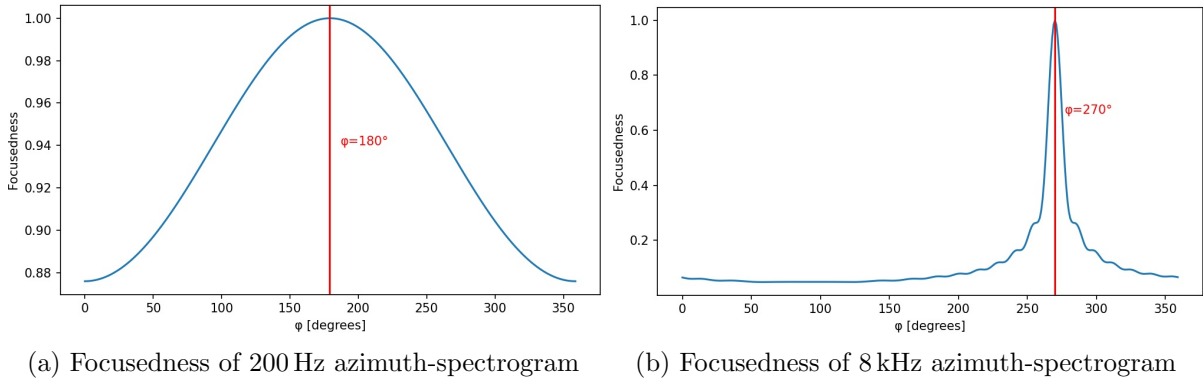 1.00
0.98
0.96
0.94
0.92
0.90
0.88
Focusedness
φ=180°
0 50 100 150 200 250 300 350
φ [degrees]
(a) Focusedness of 200 Hz azimuth-spectrogram
1.0
0.8
0.6
0.4
0.2
Focusedness
φ=270°
0 50 100 150 200 250 300 350
φ [degrees]
(b) Focusedness of 8 kHz azimuth-spectrogram